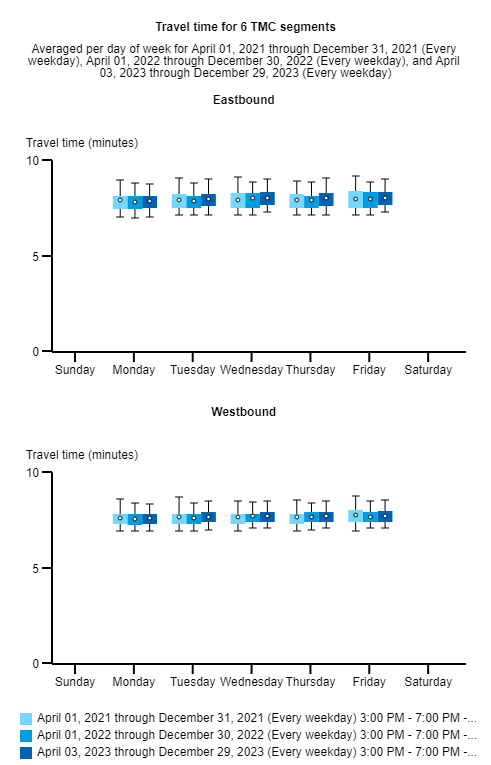 Travel time for 6 TMC segments
Averaged per day of week for April 01, 2021 through December 31, 2021 (Every
weekday), April 01, 2022 through December 30, 2022 (Every weekday), and April
03, 2023 through December 29, 2023 (Every weekday)
Eastbound
Travel time (minutes)
10
5
0
Sunday Monday Tuesday Wednesday Thursday Friday Saturday
Westbound
Travel time (minutes)
10
5
0
Sunday Monday Tuesday Wednesday Thursday Friday Saturday
April 01, 2021 through December 31, 2021 (Every weekday) 3:00 PM - 7:00 PM -...
April 01, 2022 through December 30, 2022 (Every weekday) 3:00 PM - 7:00 PM -...
April 03, 2023 through December 29, 2023 (Every weekday) 3:00 PM - 7:00 PM -...